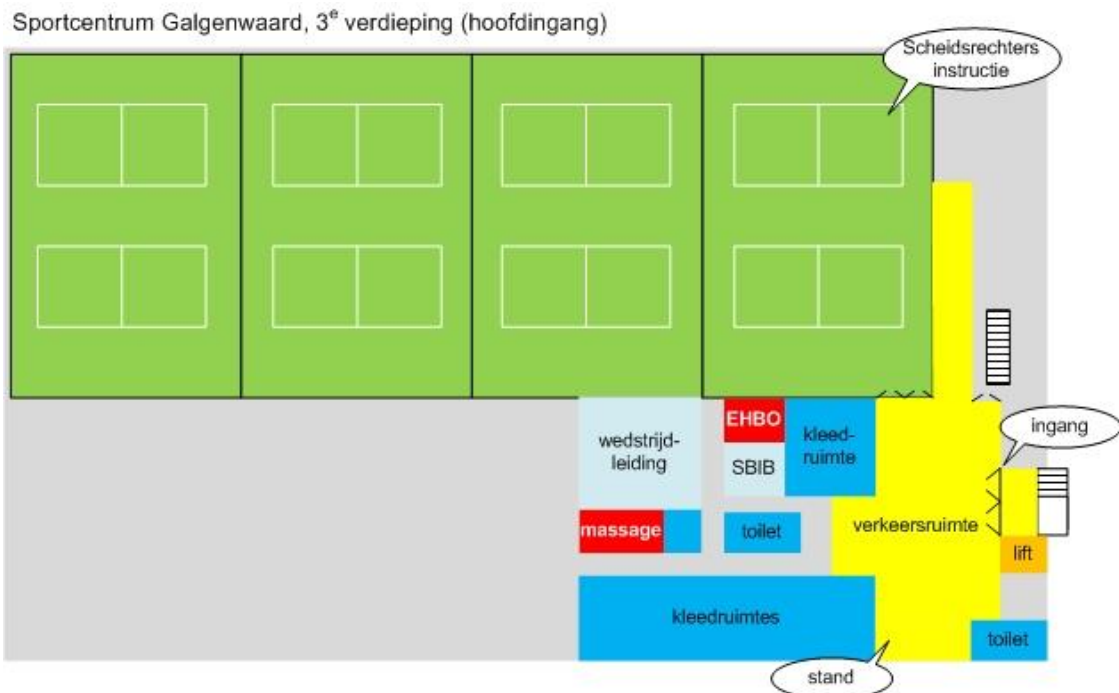 Sportcentrum Galgenwaard, 3e verdieping (hoofdingang)
Scheidsrechters
instructie
EHBO
wedstrijd-
leiding
kleed-
ruimte
SBIB
ingang
massage
toilet
verkeersruimte
lift
kleedruimtes
toilet
stand